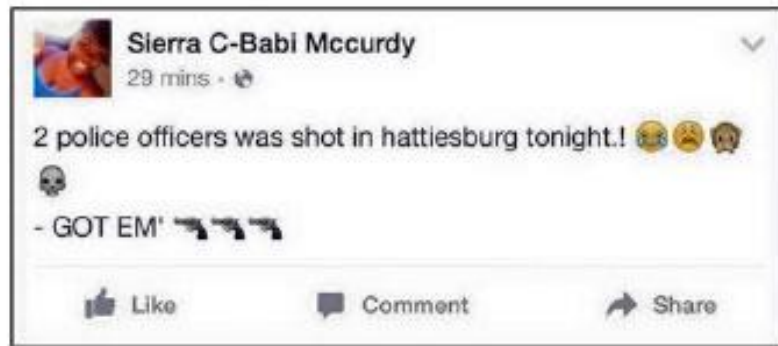 Sierra C-Babi Mccurdy
29 mins ·
2 police officers was shot in hattiesburg tonight.! 😂😩🙊
💀
- GOT EM' 🔫🔫🔫
Like Comment Share